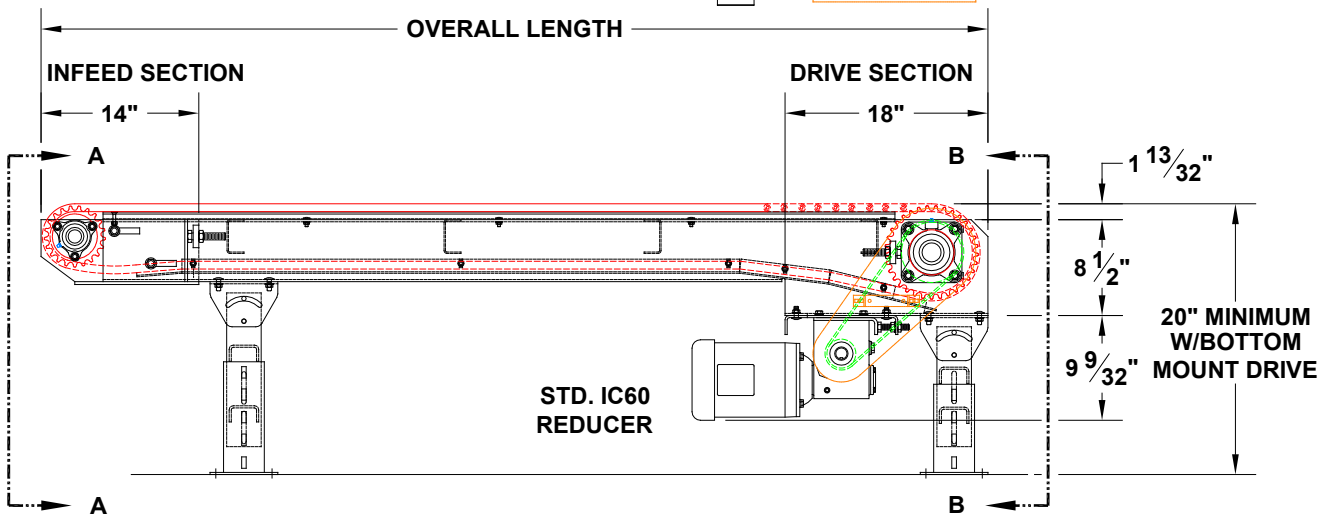 OVERALL LENGTH
INFEED SECTION
DRIVE SECTION
14"
18"
A
B
1 13/32"
8 1/2"
20" MINIMUM
W/BOTTOM
MOUNT DRIVE
9 9/32"
STD. IC60
REDUCER
A
B